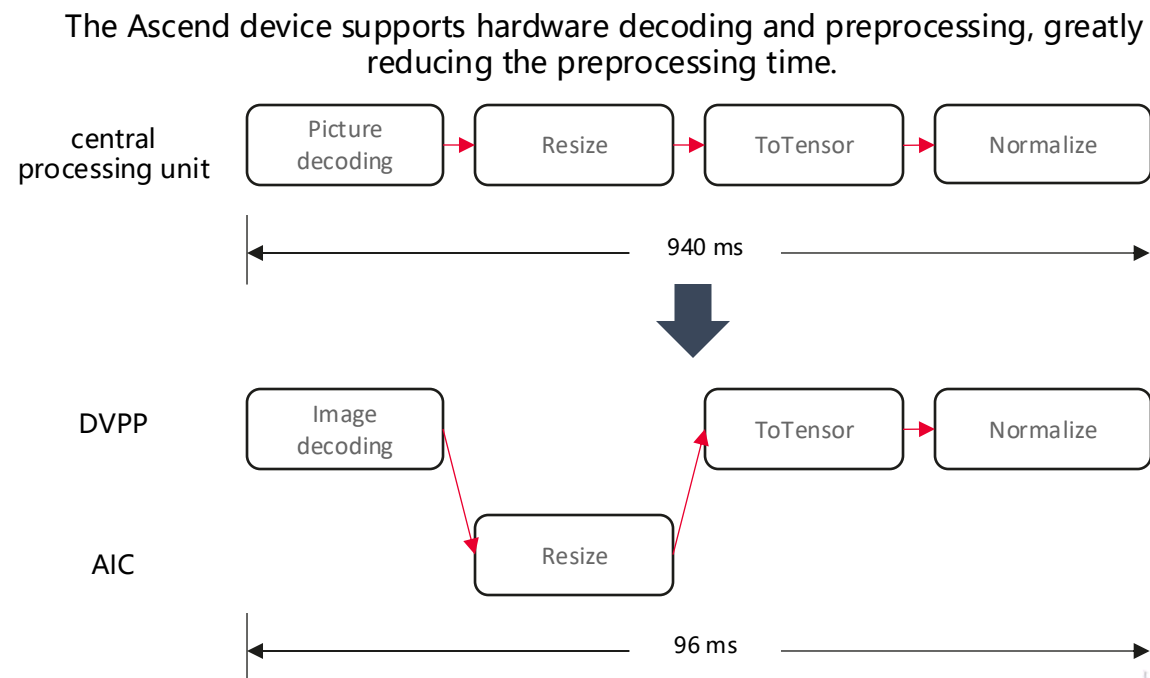 The Ascend device supports hardware decoding and preprocessing, greatly
reducing the preprocessing time.
central
processing unit
Picture
decoding
Resize
ToTensor
Normalize
940 ms
DVPP
Image
decoding
ToTensor
Normalize
AIC
Resize
96 ms